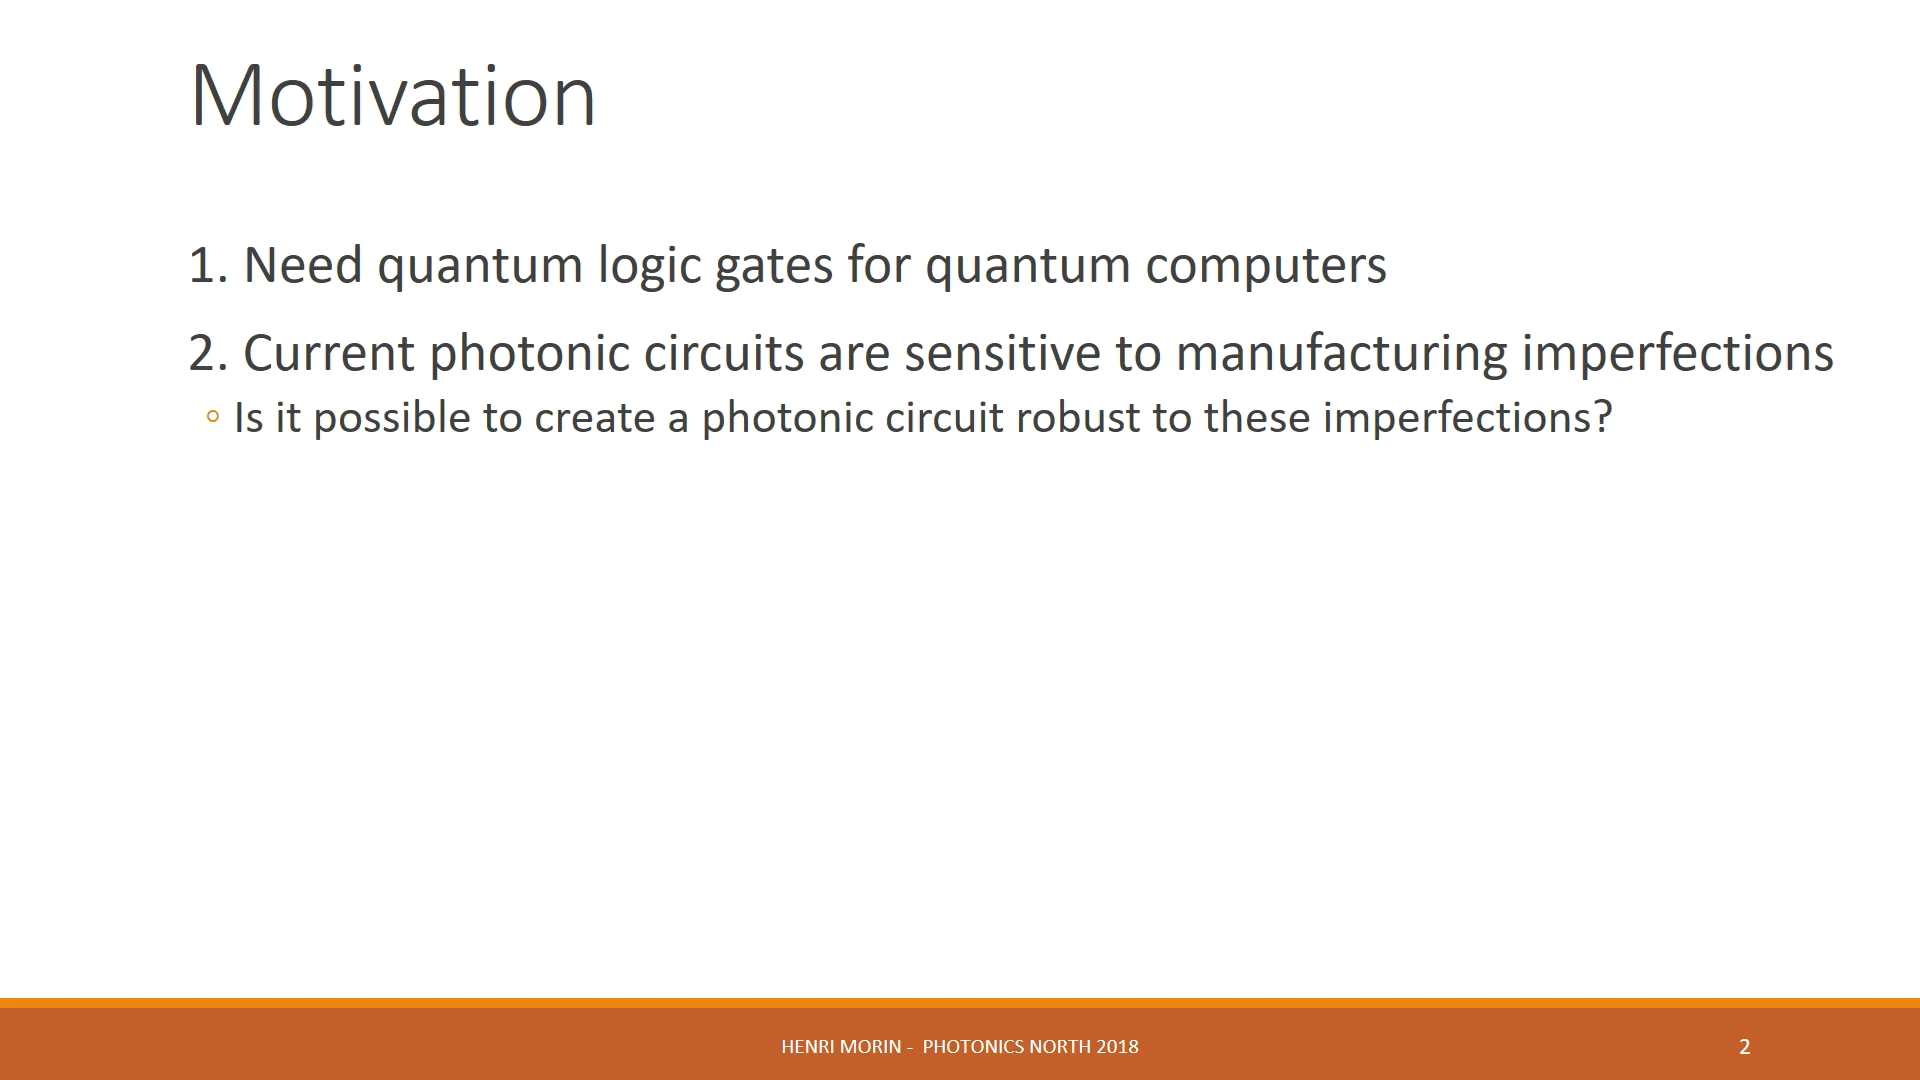 Motivation
1. Need quantum logic gates for quantum computers
2. Current photonic circuits are sensitive to manufacturing imperfections
◦ Is it possible to create a photonic circuit robust to these imperfections?
HENRI MORIN - PHOTONICS NORTH 2018
2